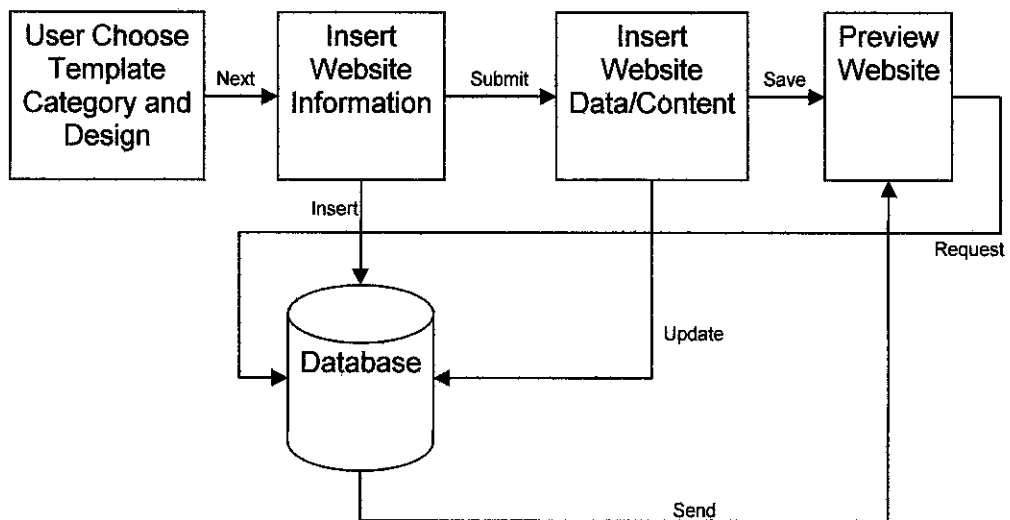 User Choose
Template
Category and
Design
Next
Insert
Website
Information
Submit
Insert
Website
Data/Content
Save
Preview
Website
Insert
Request
Update
Database
Send